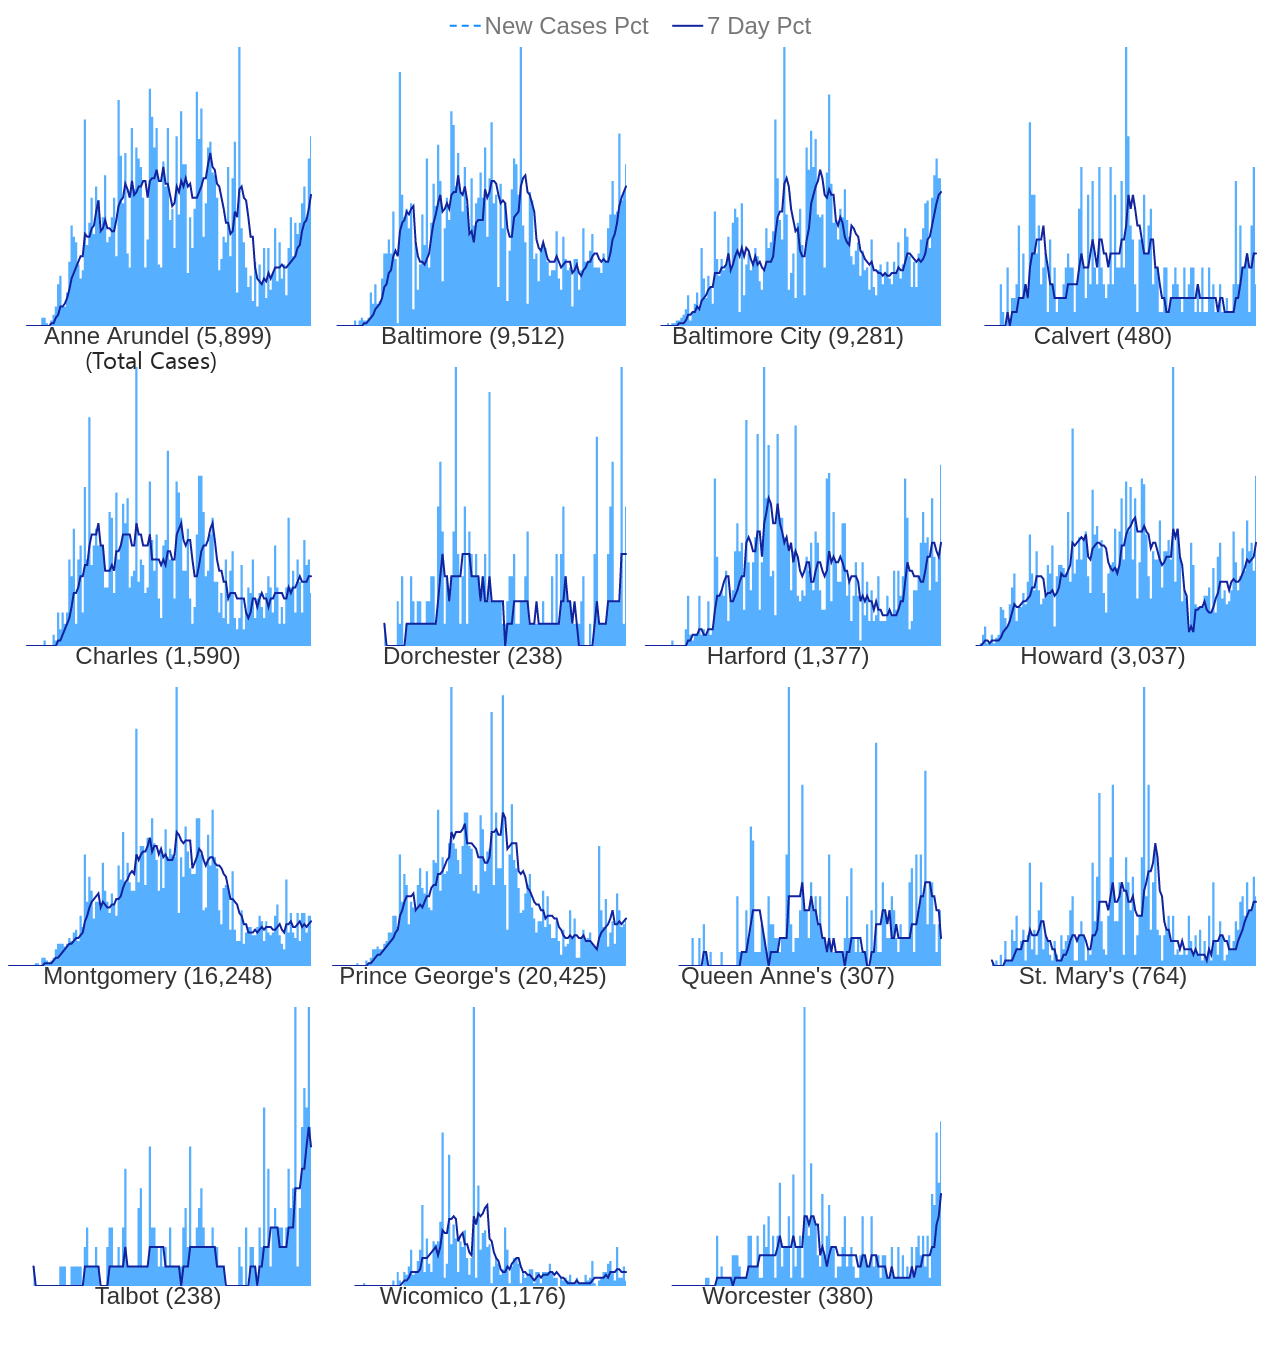 New Cases Pct 7 Day Pct
Anne Arundel (5,899) Baltimore (9,512) Baltimore City (9,281) Calvert (480)
(Total Cases)
Charles (1,590) Dorchester (238) Harford (1,377) Howard (3,037)
Montgomery (16,248) Prince George's (20,425) Queen Anne's (307) St. Mary's (764)
Talbot (238) Wicomico (1,176) Worcester (380)